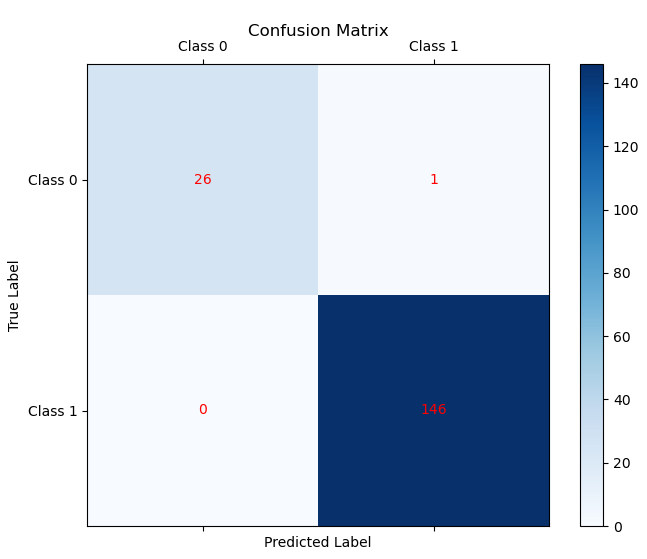 Confusion Matrix
Class 0 Class 1
140
120
Class 0 26 1
100
80
True Label
60
Class 1 0 146
40
20
0
Predicted Label